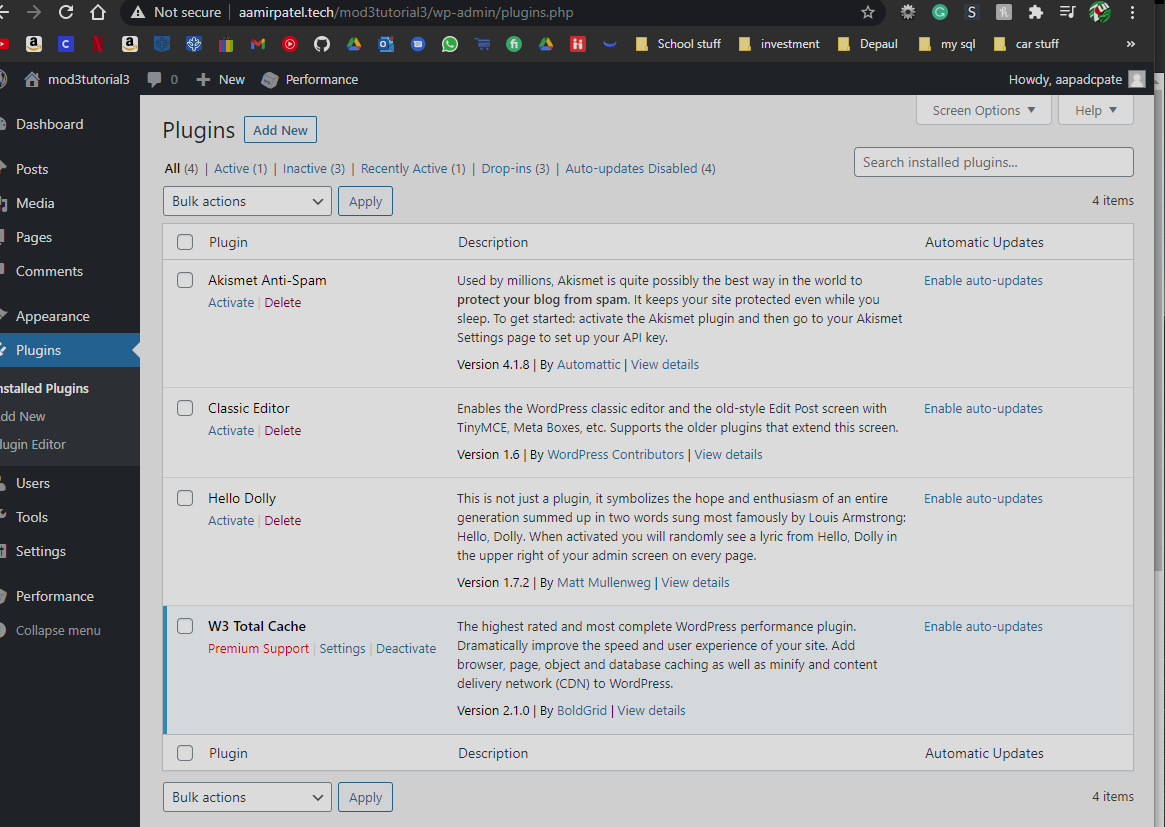 Not secure | aamirpatel.tech/mod3tutorial3/wp-admin/plugins.php
School stuff investment Depaul my sql car stuff »
mod3tutorial3 0 + New Performance Howdy, aapadcpate
Screen Options ▼ Help ▼
Dashboard
Posts
Media
Pages
Comments
Appearance
Plugins
nstalled Plugins
dd New
lugin Editor
Users
Tools
Settings
Performance
Collapse menu
Plugins Add New
All (4) | Active (1) | Inactive (3) | Recently Active (1) | Drop-ins (3) | Auto-updates Disabled (4)
Search installed plugins...
Bulk actions Apply
4 items
Plugin Description Automatic Updates
Akismet Anti-Spam
Activate | Delete
Used by millions, Akismet is quite possibly the best way in the world to
protect your blog from spam. It keeps your site protected even while you
sleep. To get started: activate the Akismet plugin and then go to your Akismet
Settings page to set up your API key.
Version 4.1.8 | By Automattic | View details
Enable auto-updates
Classic Editor
Activate | Delete
Enables the WordPress classic editor and the old-style Edit Post screen with
TinyMCE, Meta Boxes, etc. Supports the older plugins that extend this screen.
Version 1.6 | By WordPress Contributors | View details
Enable auto-updates
Hello Dolly
Activate | Delete
This is not just a plugin, it symbolizes the hope and enthusiasm of an entire
generation summed up in two words sung most famously by Louis Armstrong:
Hello, Dolly. When activated you will randomly see a lyric from Hello, Dolly in
the upper right of your admin screen on every page.
Version 1.7.2 | By Matt Mullenweg | View details
Enable auto-updates
W3 Total Cache
Premium Support | Settings | Deactivate
The highest rated and most complete WordPress performance plugin.
Dramatically improve the speed and user experience of your site. Add
browser, page, object and database caching as well as minify and content
delivery network (CDN) to WordPress.
Version 2.1.0 | By BoldGrid | View details
Enable auto-updates
Plugin Description Automatic Updates
Bulk actions Apply
4 items